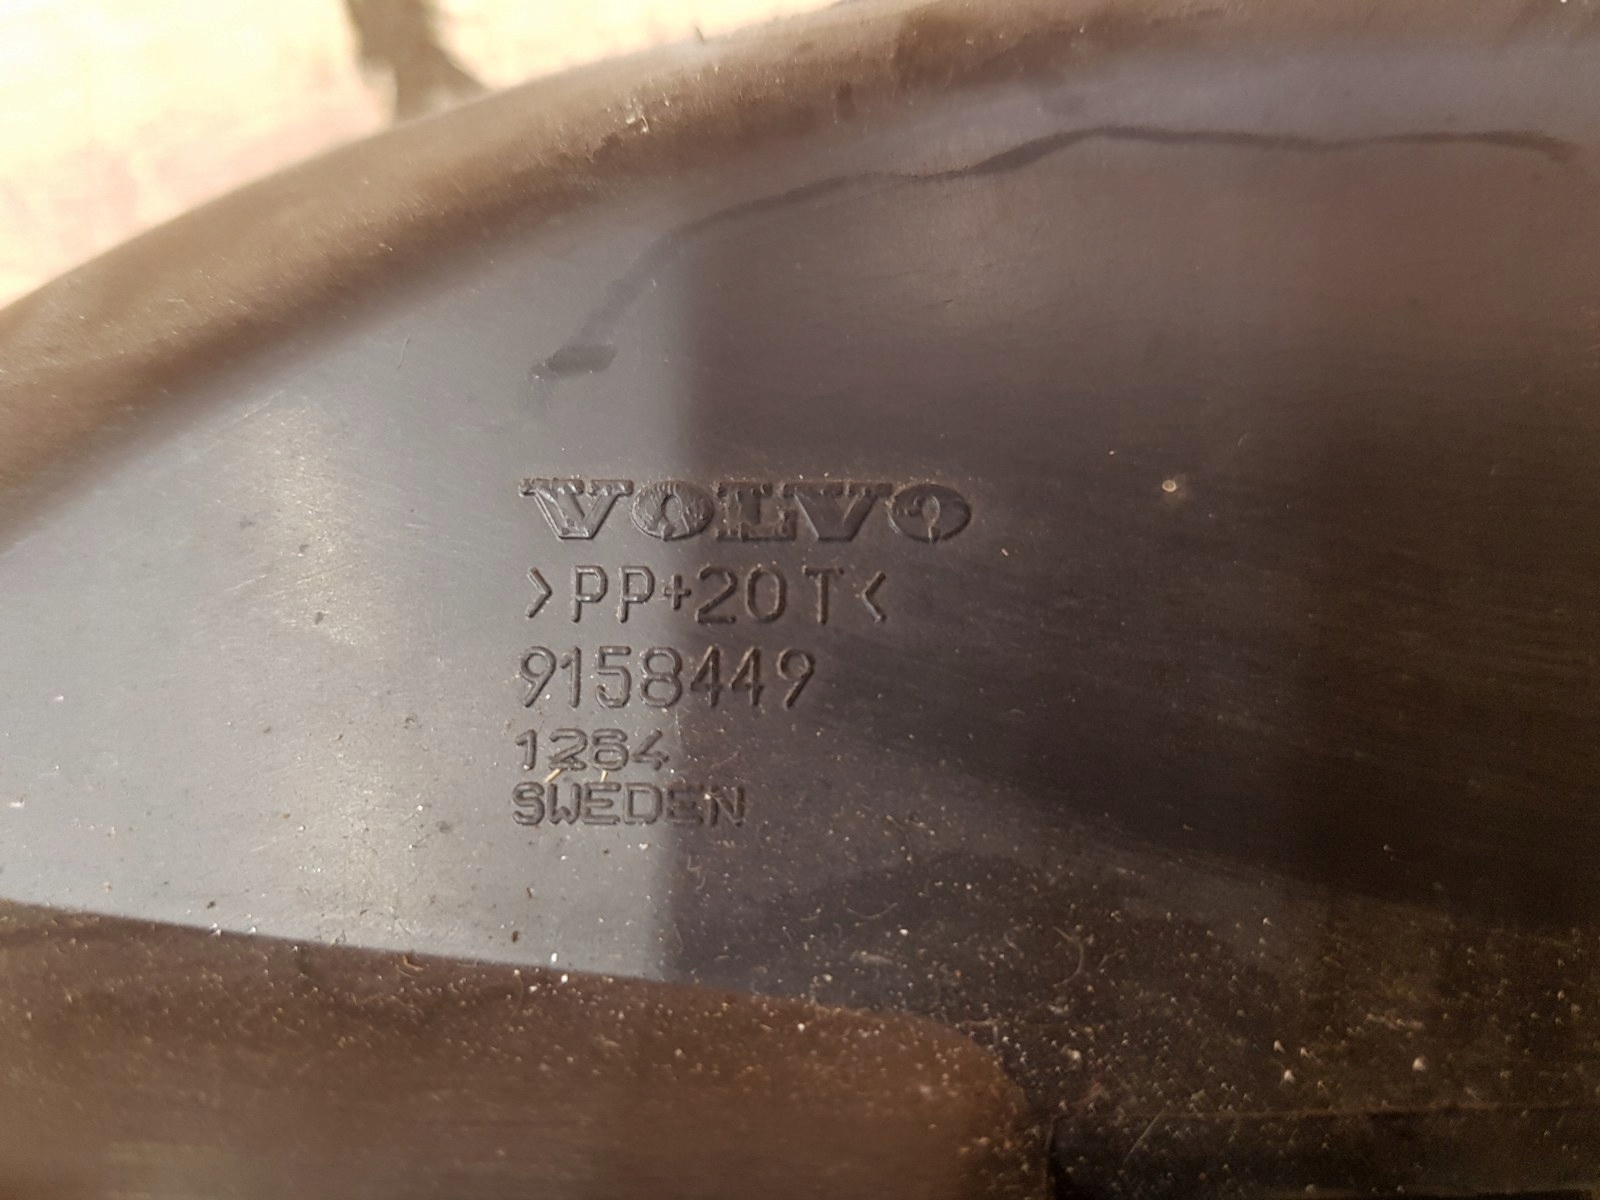 VOLVO
>PP+20T<
9158449
1264
SWEDEN